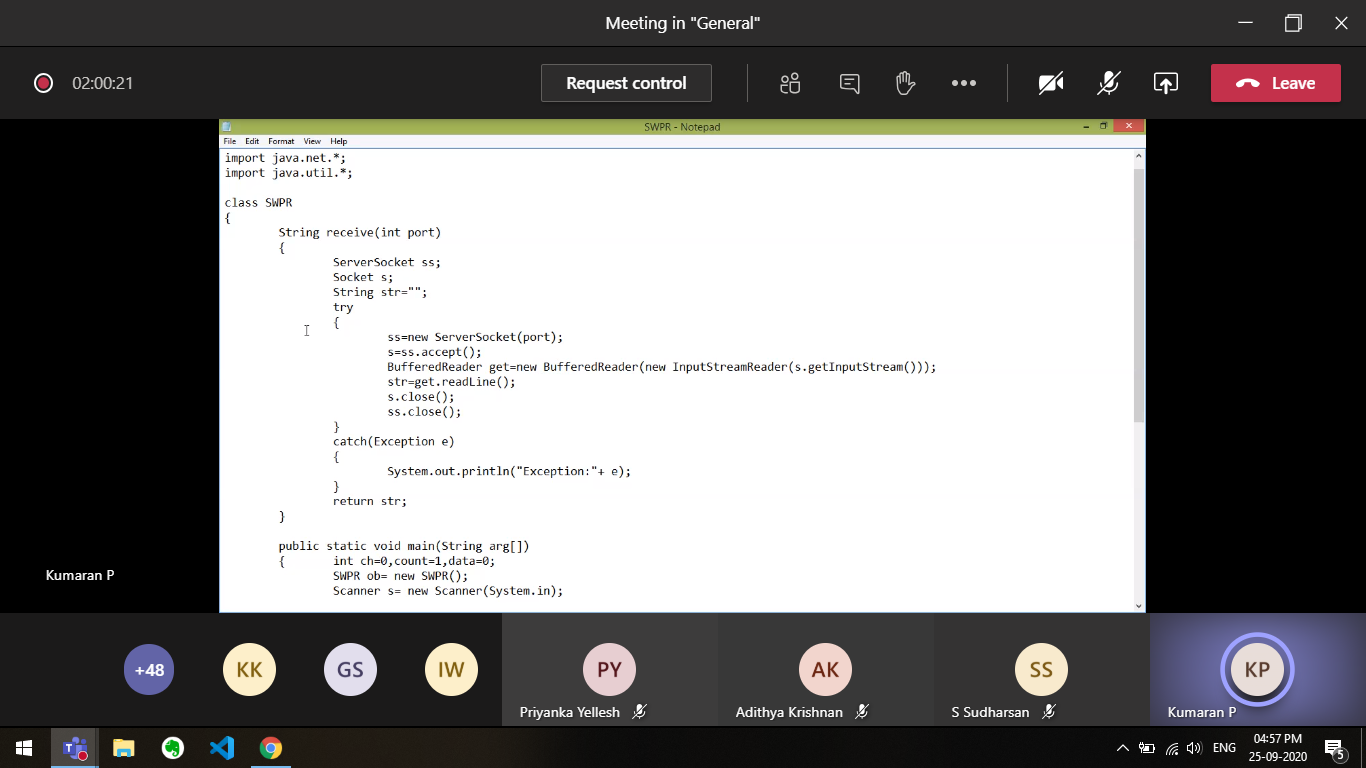 Meeting in "General"
02:00:21
Request control
Leave
SWPR - Notepad
File Edit Format View Help
import java.net.*;
import java.util.*;
class SWPR
{
String receive(int port)
{
ServerSocket ss;
Socket s;
String str="";
try
{
ss=new ServerSocket(port);
s=ss.accept();
BufferedReader get=new BufferedReader(new InputStreamReader(s.getInputStream()));
str=get.readLine();
s.close();
ss.close();
}
catch(Exception e)
{
System.out.println("Exception:"+ e);
}
return str;
}
public static void main(String arg[])
{ int ch=0,count=1,data=0;
SWPR ob= new SWPR();
Scanner s= new Scanner(System.in);
Kumaran P
+48
KK
GS
IW
PY
AK
SS
KP
Priyanka Yellesh
Adithya Krishnan
S Sudharsan
Kumaran P
ENG
04:57 PM
25-09-2020
5